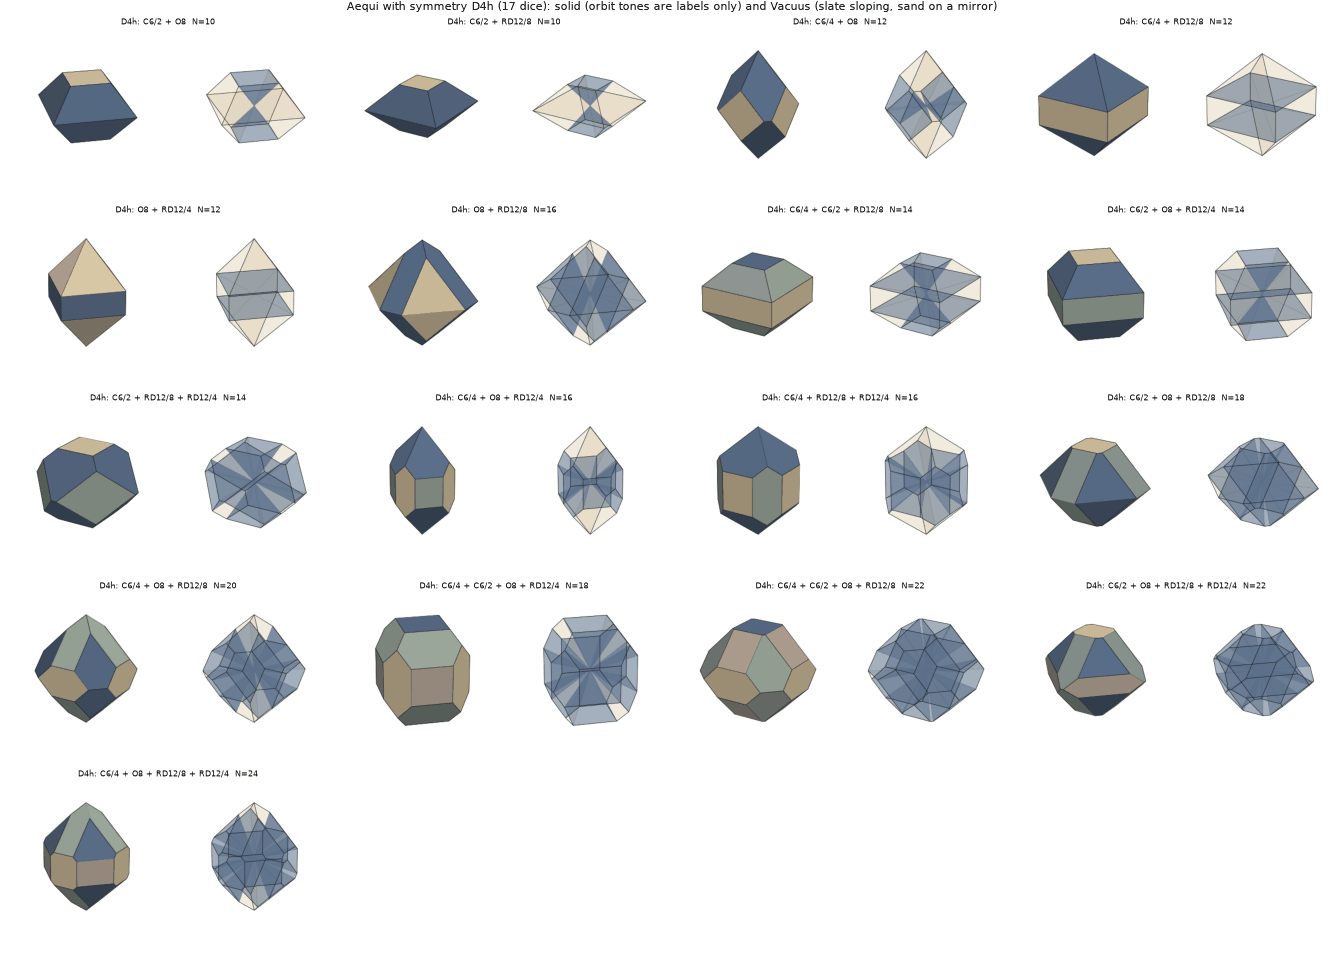 Aequi with symmetry D4h (17 dice): solid (orbit tones are labels only) and Vacuus (slate sloping, sand on a mirror)
D4h: C6/2 + O8 N=10
D4h: C6/2 + RD12/8 N=10
D4h: C6/4 + O8 N=12
D4h: C6/4 + RD12/8 N=12
D4h: O8 + RD12/4 N=12
D4h: O8 + RD12/8 N=16
D4h: C6/4 + C6/2 + RD12/8 N=14
D4h: C6/2 + O8 + RD12/4 N=14
D4h: C6/2 + RD12/8 + RD12/4 N=14
D4h: C6/4 + O8 + RD12/4 N=16
D4h: C6/4 + RD12/8 + RD12/4 N=16
D4h: C6/2 + O8 + RD12/8 N=18
D4h: C6/4 + O8 + RD12/8 N=20
D4h: C6/4 + C6/2 + O8 + RD12/4 N=18
D4h: C6/4 + C6/2 + O8 + RD12/8 N=22
D4h: C6/2 + O8 + RD12/8 + RD12/4 N=22
D4h: C6/4 + O8 + RD12/8 + RD12/4 N=24